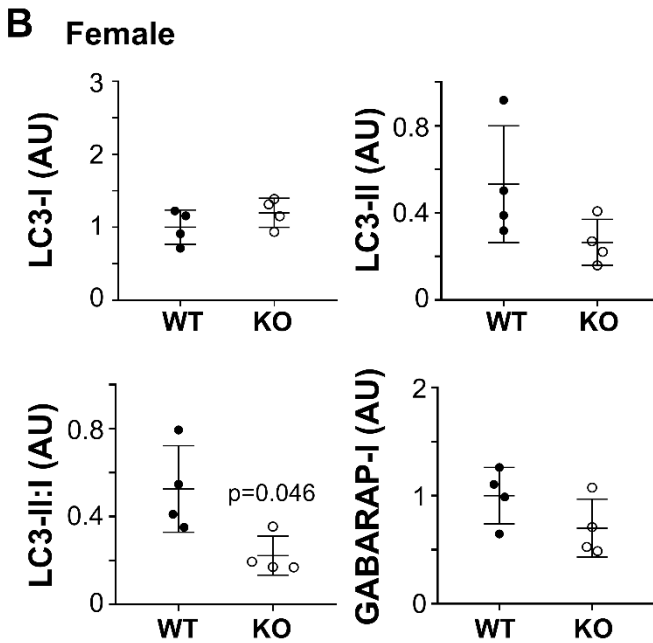 B Female
LC3-I (AU)
3
2
1
0
WT KO
LC3-II (AU)
0.8
0.4
0
WT KO
LC3-II:I (AU)
0.8
0.4
0
p=0.046
WT KO
GABARAP-I (AU)
2
1
0
WT KO